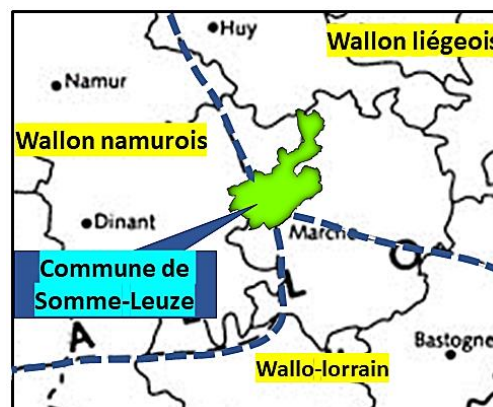 Huy
Wallon liégeois
Namur
Wallon namurois
Dinant
Marche
O
Commune de
Somme-Leuze
L
A
L
Bastogne
Wallo-lorrain